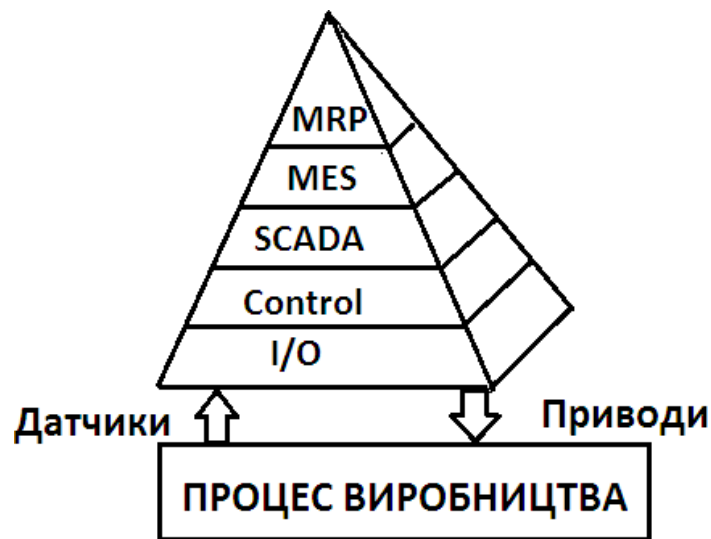 MRP
MES
SCADA
Control
I/O
Датчики
Приводи
ПРОЦЕС ВИРОБНИЦТВА